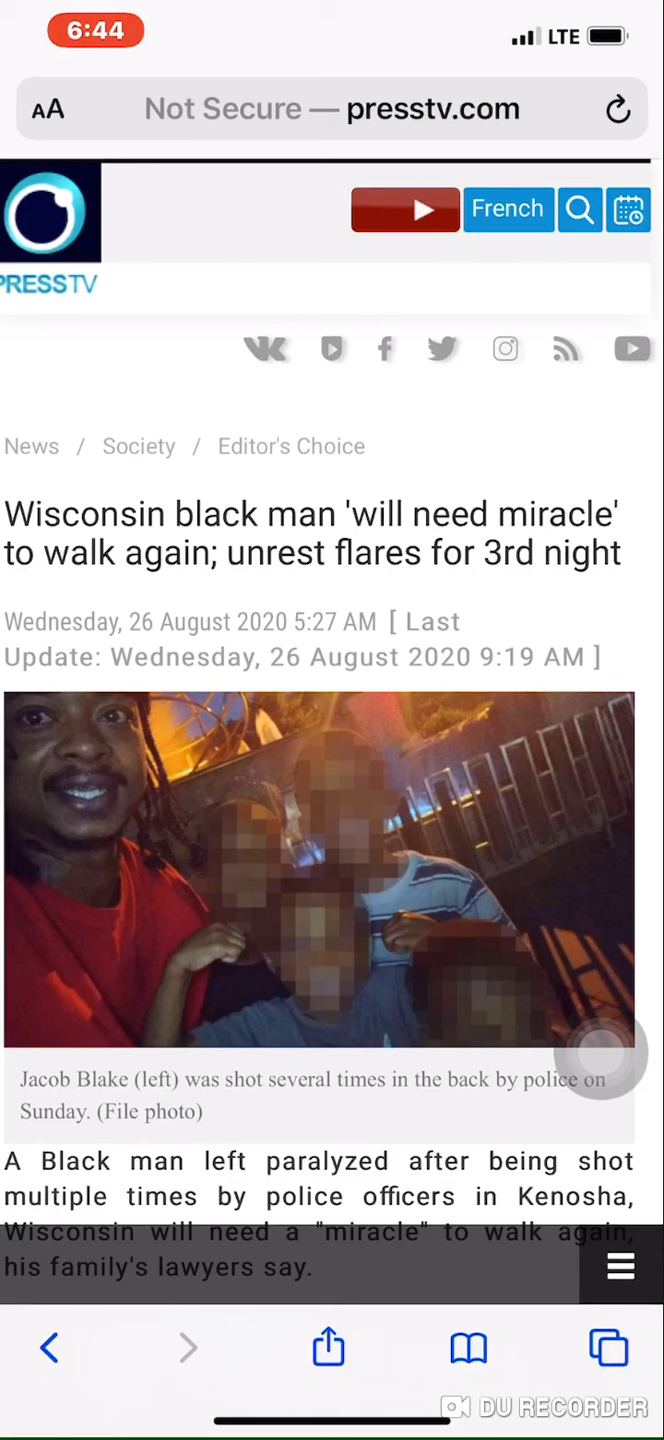 6:44
LTE
AA
Not Secure — presstv.com
French
PRESSTV
News / Society / Editor's Choice
Wisconsin black man 'will need miracle'
to walk again; unrest flares for 3rd night
Wednesday, 26 August 2020 5:27 AM [ Last
Update: Wednesday, 26 August 2020 9:19 AM ]
Jacob Blake (left) was shot several times in the back by police on
Sunday. (File photo)
A Black man left paralyzed after being shot
multiple times by police officers in Kenosha,
Wisconsin will need a "miracle" to walk again,
his family's lawyers say.
DU RECORDER